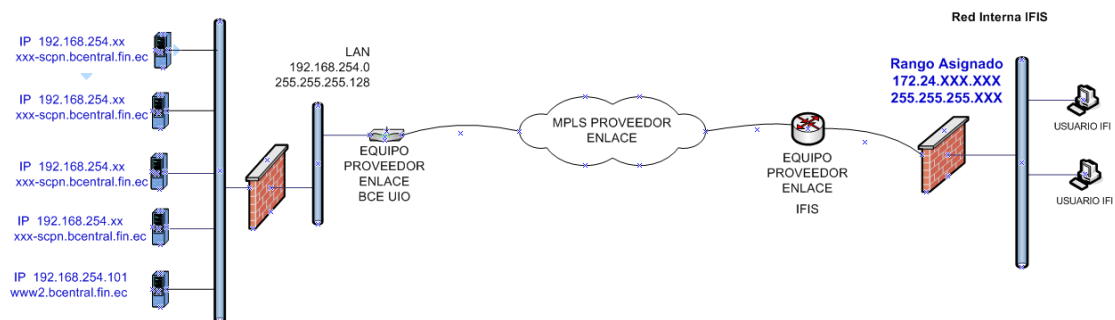 Red Interna IFIS
IP 192.168.254.xx
xxx-scpn.bcentral.fin.ec
IP 192.168.254.xx
xxx-scpn.bcentral.fin.ec
IP 192.168.254.xx
xxx-scpn.bcentral.fin.ec
IP 192.168.254.xx
xxx-scpn.bcentral.fin.ec
IP 192.168.254.101
www2.bcentral.fin.ec
LAN
192.168.254.0
255.255.255.128
EQUIPO
PROVEEDOR
ENLACE
BCE UIO
MPLS PROVEEDOR
ENLACE
EQUIPO
PROVEEDOR
ENLACE
IFIS
Rango Asignado
172.24.XXX.XXX
255.255.255.XXX
USUARIO IFI
USUARIO IFI